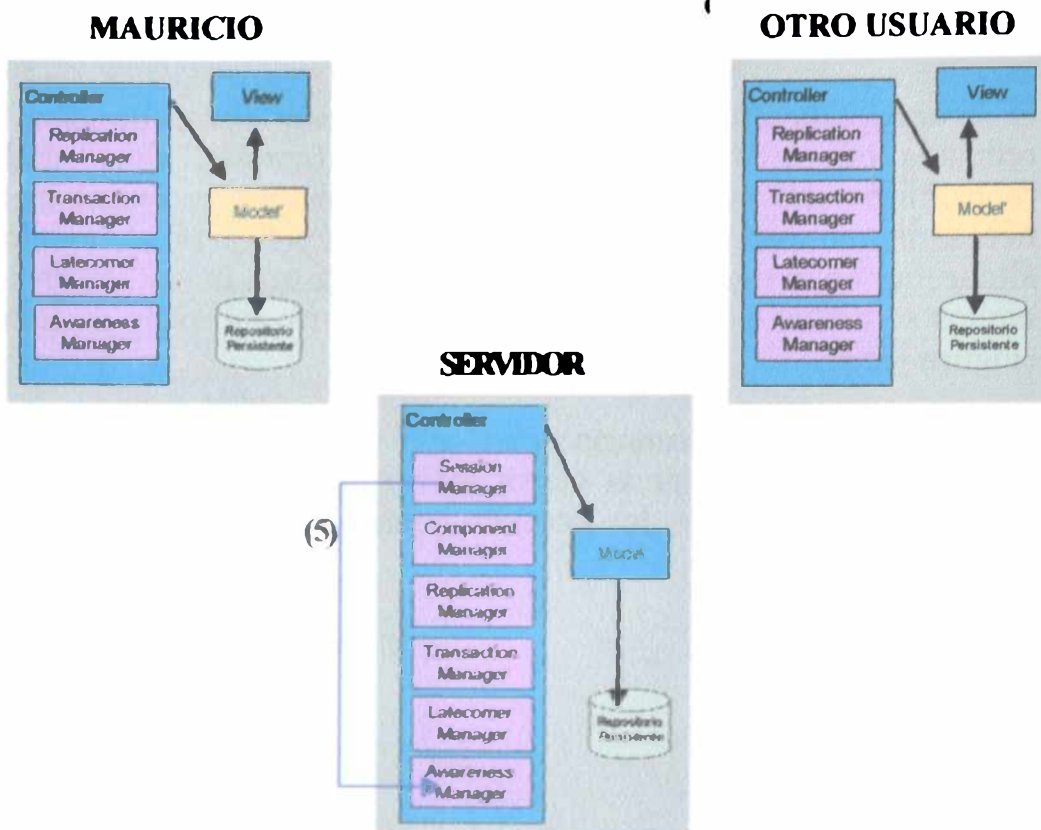 MAURICIO
Controller
View
Replication
Manager
Transaction
Manager
Model'
Latecomer
Manager
Awareness
Manager
Repositorio
Persistente
OTRO USUARIO
Controller
View
Replication
Manager
Transaction
Manager
Model'
Latecomer
Manager
Awareness
Manager
Repositorio
Persistente
SERVIDOR
Controller
Session
Manager
(5)
Component
Manager
Model
Replication
Manager
Transaction
Manager
Latecomer
Manager
Repositorio
Persistente
Awareness
Manager